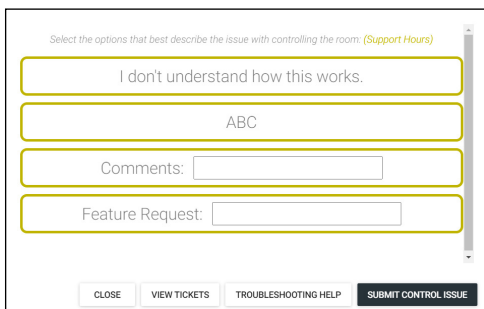 Select the options that best describe the issue with controlling the room: (Support Hours)
I don't understand how this works.
ABC
Comments:
Feature Request:
CLOSE VIEW TICKETS TROUBLESHOOTING HELP SUBMIT CONTROL ISSUE